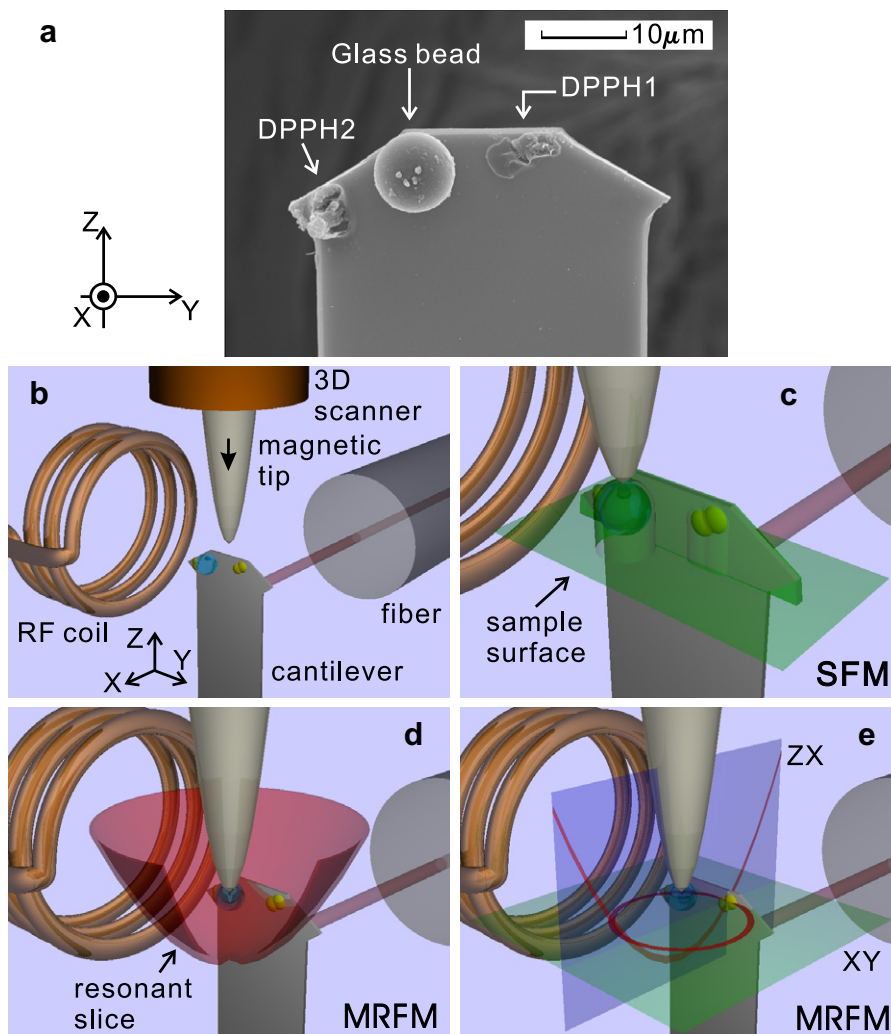 a
10μm
Glass bead
DPPH1
DPPH2
Z
X
Y
b
3D
scanner
magnetic
tip
RF coil
fiber
Z
X
Y
cantilever
c
sample
surface
SFM
d
resonant
slice
MRFM
e
ZX
XY
MRFM